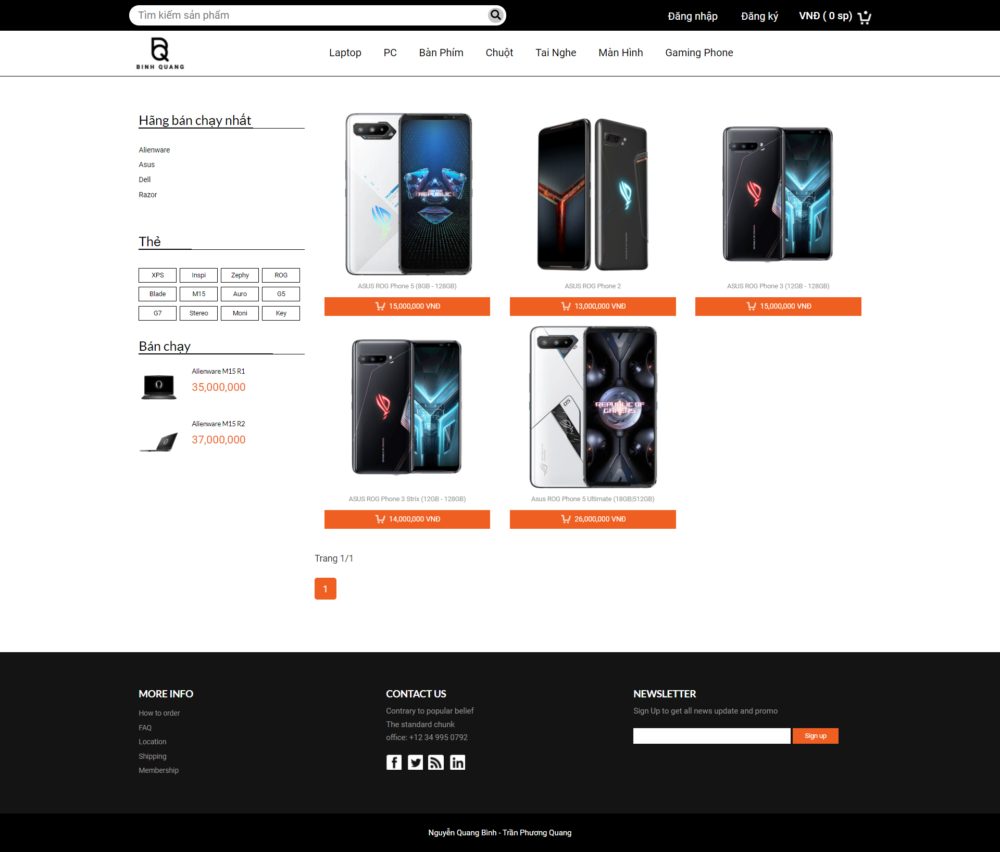 Tìm kiếm sản phẩm
Đăng nhập
Đăng ký
VNĐ ( 0 sp)
BINH QUANG
Laptop
PC
Bàn Phím
Chuột
Tai Nghe
Màn Hình
Gaming Phone
Hãng bán chạy nhất
Alienware
Asus
Dell
Razor
Thẻ
XPS
Inspi
Zephy
ROG
Blade
M15
Auro
G5
G7
Stereo
Moni
Key
Bán chạy
Alienware M15 R1
35,000,000
Alienware M15 R2
37,000,000
JOIN THE
REPUBLIC
ASUS ROG Phone 5 (8GB - 128GB)
15,000,000 VNĐ
ASUS ROG Phone 2
13,000,000 VNĐ
ASUS ROG Phone 3 (12GB - 128GB)
15,000,000 VNĐ
ASUS ROG Phone 3 Strix (12GB - 128GB)
14,000,000 VNĐ
05
REPUBLIC OF
GAMERS
Asus ROG Phone 5 Ultimate (18GB|512GB)
26,000,000 VNĐ
Trang 1/1
1
MORE INFO
How to order
FAQ
Location
Shipping
Membership
CONTACT US
Contrary to popular belief
The standard chunk
office: +12 34 995 0792
NEWSLETTER
Sign Up to get all news update and promo
Sign up
Nguyễn Quang Bình - Trần Phương Quang